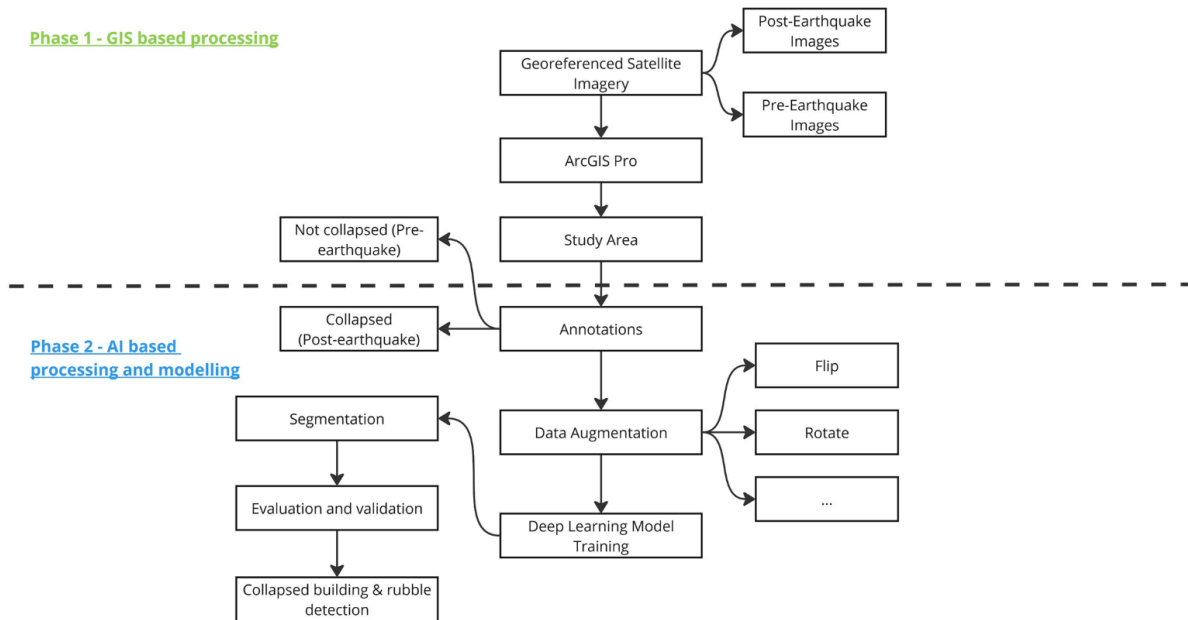 Phase 1 - GIS based processing
Post-Earthquake
Images
Georeferenced Satellite
Imagery
Pre-Earthquake
Images
ArcGIS Pro
Not collapsed (Pre-
earthquake)
Study Area
Collapsed
(Post-earthquake)
Annotations
Phase 2 - AI based
processing and modelling
Flip
Segmentation
Data Augmentation
Rotate
Evaluation and validation
...
Deep Learning Model
Training
Collapsed building & rubble
detection